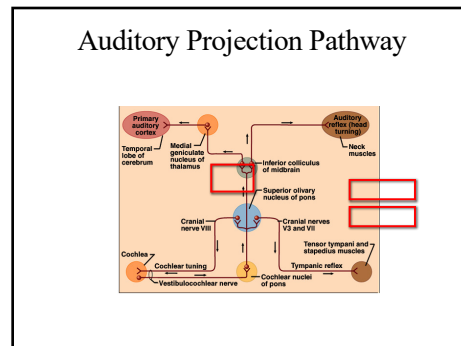 Auditory Projection Pathway
Primary
auditory
cortex
Auditory
reflex (head
turning)
Temporal
lobe of
cerebrum
Medial
geniculate
nucleus of
thalamus
Neck
muscles
Inferior colliculus
of midbrain
Superior olivary
nucleus of pons
Cranial
nerve VIII
Cranial nerves
V3 and VII
Cochlea
Tensor tympani and
stapedius muscles
Cochlear tuning
Tympanic reflex
Vestibulocochlear nerve
Cochlear nuclei
of pons